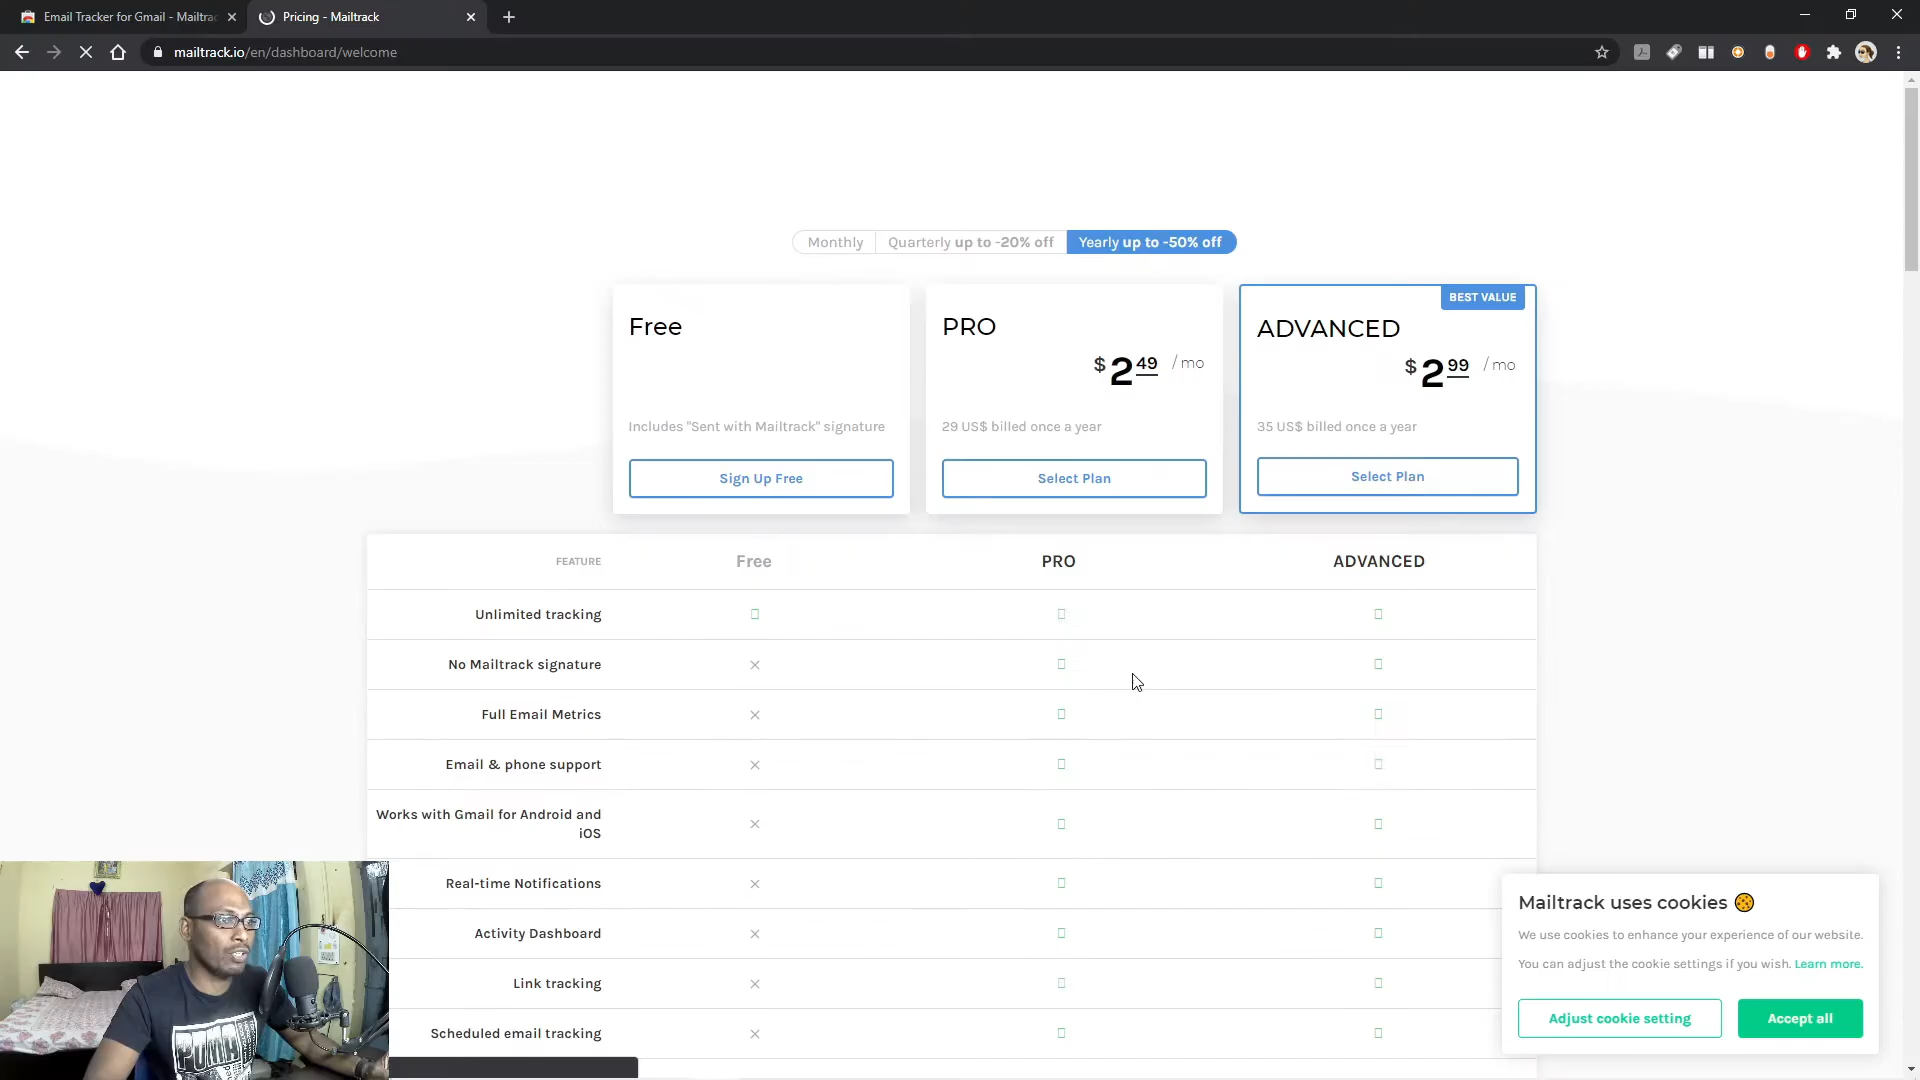 Email Tracker for Gmail - Mailtrac
Pricing - Mailtrack
mailtrack.io/en/dashboard/welcome
Monthly
Quarterly up to -20% off
Yearly up to -50% off
Free
Includes "Sent with Mailtrack" signature
Sign Up Free
PRO
$ 2 49 / mo
29 US$ billed once a year
Select Plan
BEST VALUE
ADVANCED
$ 2 99 / mo
35 US$ billed once a year
Select Plan
FEATURE Free PRO ADVANCED
Unlimited tracking
No Mailtrack signature
Full Email Metrics
Email & phone support
Works with Gmail for Android and
iOS
Real-time Notifications
Activity Dashboard
Link tracking
Scheduled email tracking
Mailtrack uses cookies
We use cookies to enhance your experience of our website.
You can adjust the cookie settings if you wish. Learn more.
Adjust cookie setting
Accept all
PUMA